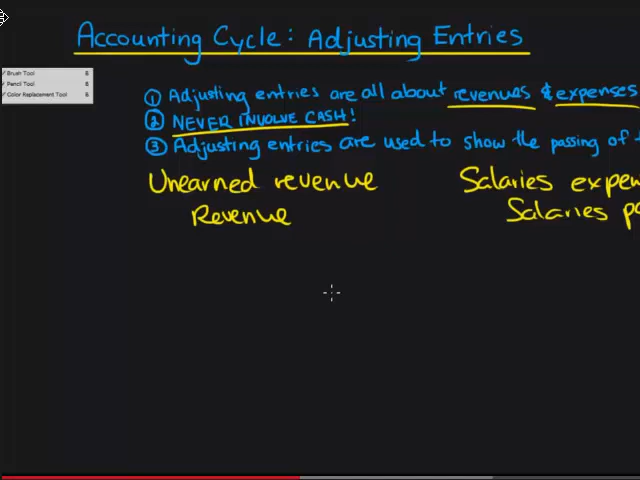 Accounting Cycle: Adjusting Entries
Brush Tool B
Pencil Tool B
Color Replacement Tool B
① Adjusting entries are all about revenues & expenses
② NEVER INVOLVE CASH!
③ Adjusting entries are used to show the passing of
Unearned revenue Salaries
Revenue Salaries